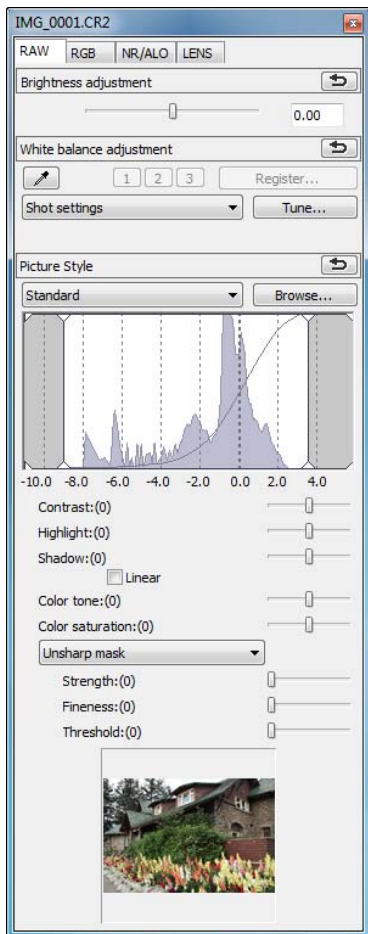 IMG_0001.CR2
RAW RGB NR/ALO LENS
Brightness adjustment
0.00
White balance adjustment
1 2 3 Register...
Shot settings Tune...
Picture Style
Standard Browse...
-10.0 -8.0 -6.0 -4.0 -2.0 0.0 2.0 4.0
Contrast:(0)
Highlight:(0)
Shadow:(0)
Linear
Color tone:(0)
Color saturation:(0)
Unsharp mask
Strength:(0)
Fineness:(0)
Threshold:(0)